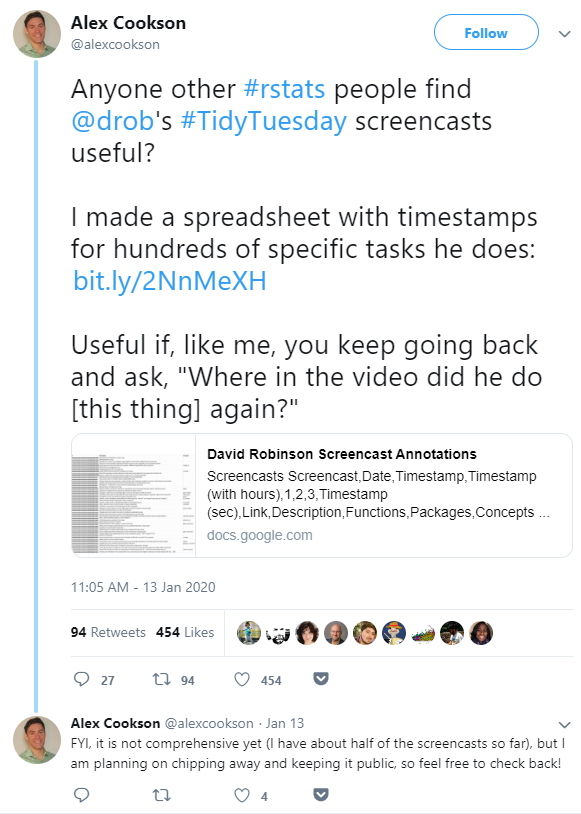 Alex Cookson
@alexcookson
Follow
Anyone other #rstats people find
@drob's #TidyTuesday screencasts
useful?
I made a spreadsheet with timestamps
for hundreds of specific tasks he does:
bit.ly/2NnMeXH
Useful if, like me, you keep going back
and ask, "Where in the video did he do
[this thing] again?"
David Robinson Screencast Annotations
Screencasts Screencast,Date,Timestamp,Timestamp
(with hours),1,2,3,Timestamp
(sec),Link,Description,Functions,Packages,Concepts ...
docs.google.com
11:05 AM - 13 Jan 2020
94 Retweets 454 Likes
27 94 454
Alex Cookson @alexcookson · Jan 13
FYI, it is not comprehensive yet (I have about half of the screencasts so far), but I
am planning on chipping away and keeping it public, so feel free to check back!
4